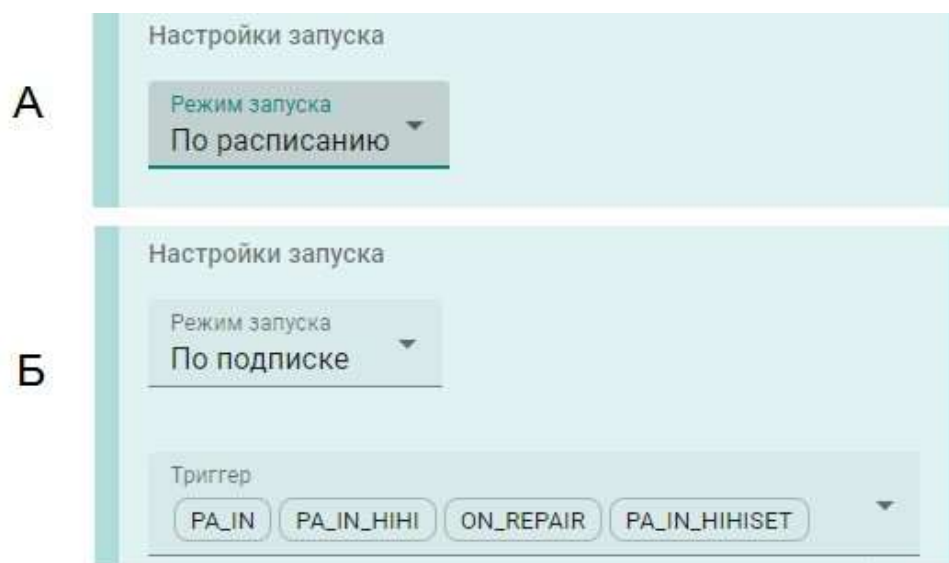 А
Настройки запуска
Режим запуска
По расписанию
Б
Настройки запуска
Режим запуска
По подписке
Триггер
PA_IN PA_IN_HIHI ON_REPAIR PA_IN_HIHISET